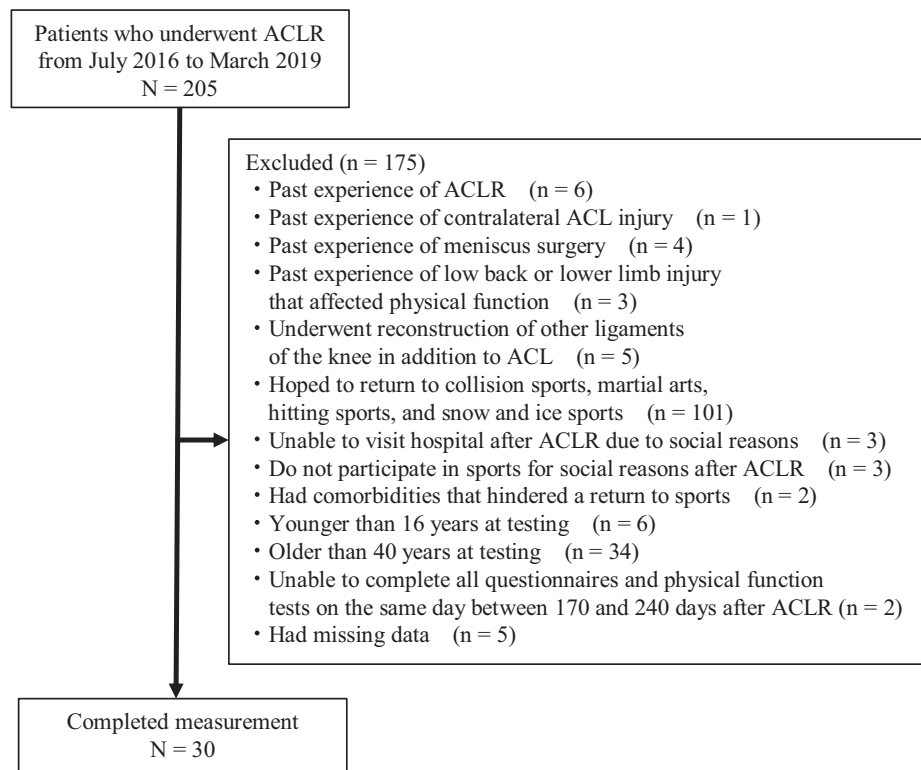 Patients who underwent ACLR
from July 2016 to March 2019
N = 205
Excluded (n = 175)
・Past experience of ACLR (n = 6)
・Past experience of contralateral ACL injury (n = 1)
・Past experience of meniscus surgery (n = 4)
・Past experience of low back or lower limb injury
that affected physical function (n = 3)
・Underwent reconstruction of other ligaments
of the knee in addition to ACL (n = 5)
・Hoped to return to collision sports, martial arts,
hitting sports, and snow and ice sports (n = 101)
・Unable to visit hospital after ACLR due to social reasons (n = 3)
・Do not participate in sports for social reasons after ACLR (n = 3)
・Had comorbidities that hindered a return to sports (n = 2)
・Younger than 16 years at testing (n = 6)
・Older than 40 years at testing (n = 34)
・Unable to complete all questionnaires and physical function
tests on the same day between 170 and 240 days after ACLR (n = 2)
・Had missing data (n = 5)
Completed measurement
N = 30